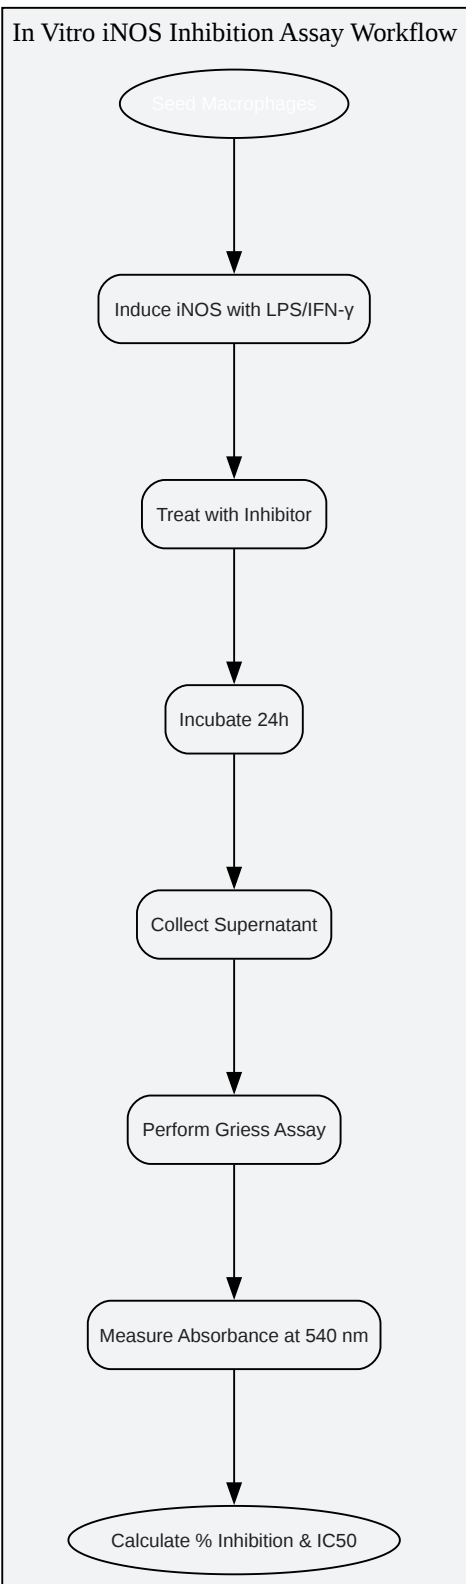 In Vitro iNOS Inhibition Assay Workflow
Seed Macrophages
Induce iNOS with LPS/IFN-γ
Treat with Inhibitor
Incubate 24h
Collect Supernatant
Perform Griess Assay
Measure Absorbance at 540 nm
Calculate % Inhibition & IC50